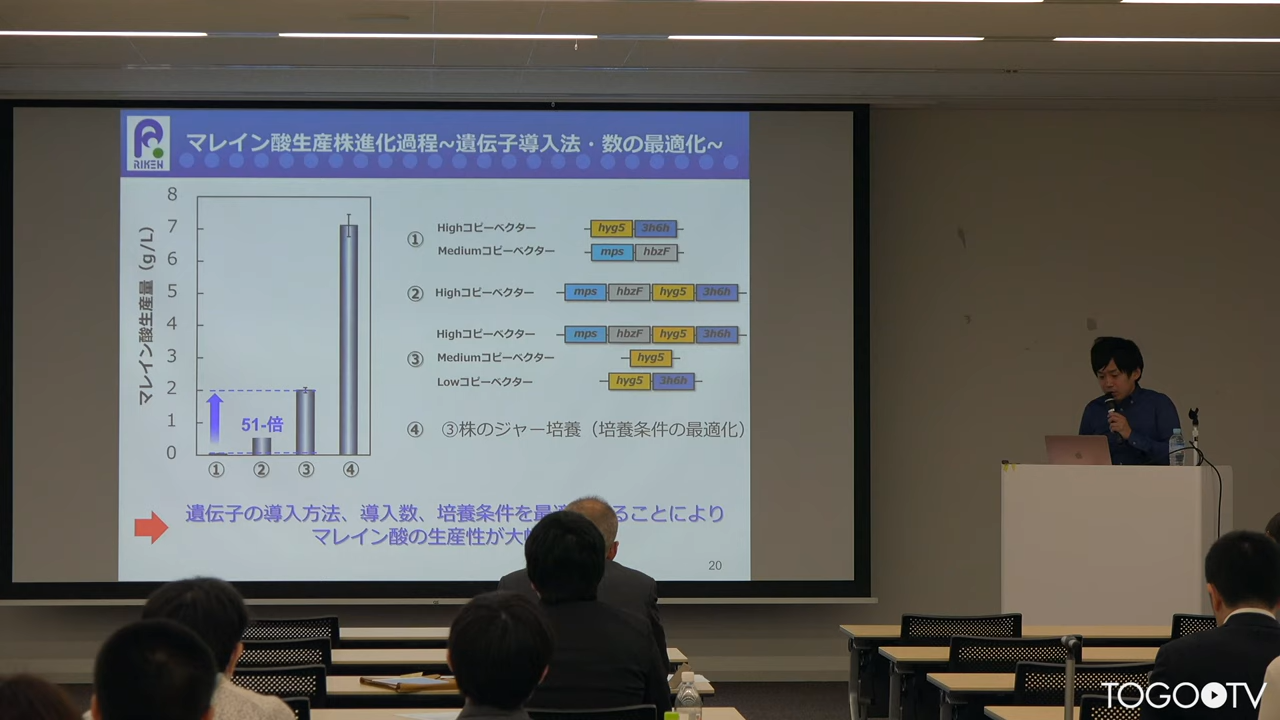 RIKEN
マレイン酸生産株進化過程~遺伝子導入法・数の最適化~
マレイン酸生産量 (g/L)
8
7
6
5
4
3
2
1
0
51-倍
① ② ③ ④
① Highコピーベクター hyg5 3h6h
Mediumコピーベクター mps hbzF
② Highコピーベクター mps hbzF hyg5 3h6h
③ Highコピーベクター mps hbzF hyg5 3h6h
Mediumコピーベクター hyg5
Lowコピーベクター hyg5 3h6h
④ ③株のジャー培養（培養条件の最適化）
遺伝子の導入方法、導入数、培養条件を最 ることにより
マレイン酸の生産性が大
20
TOGOTV